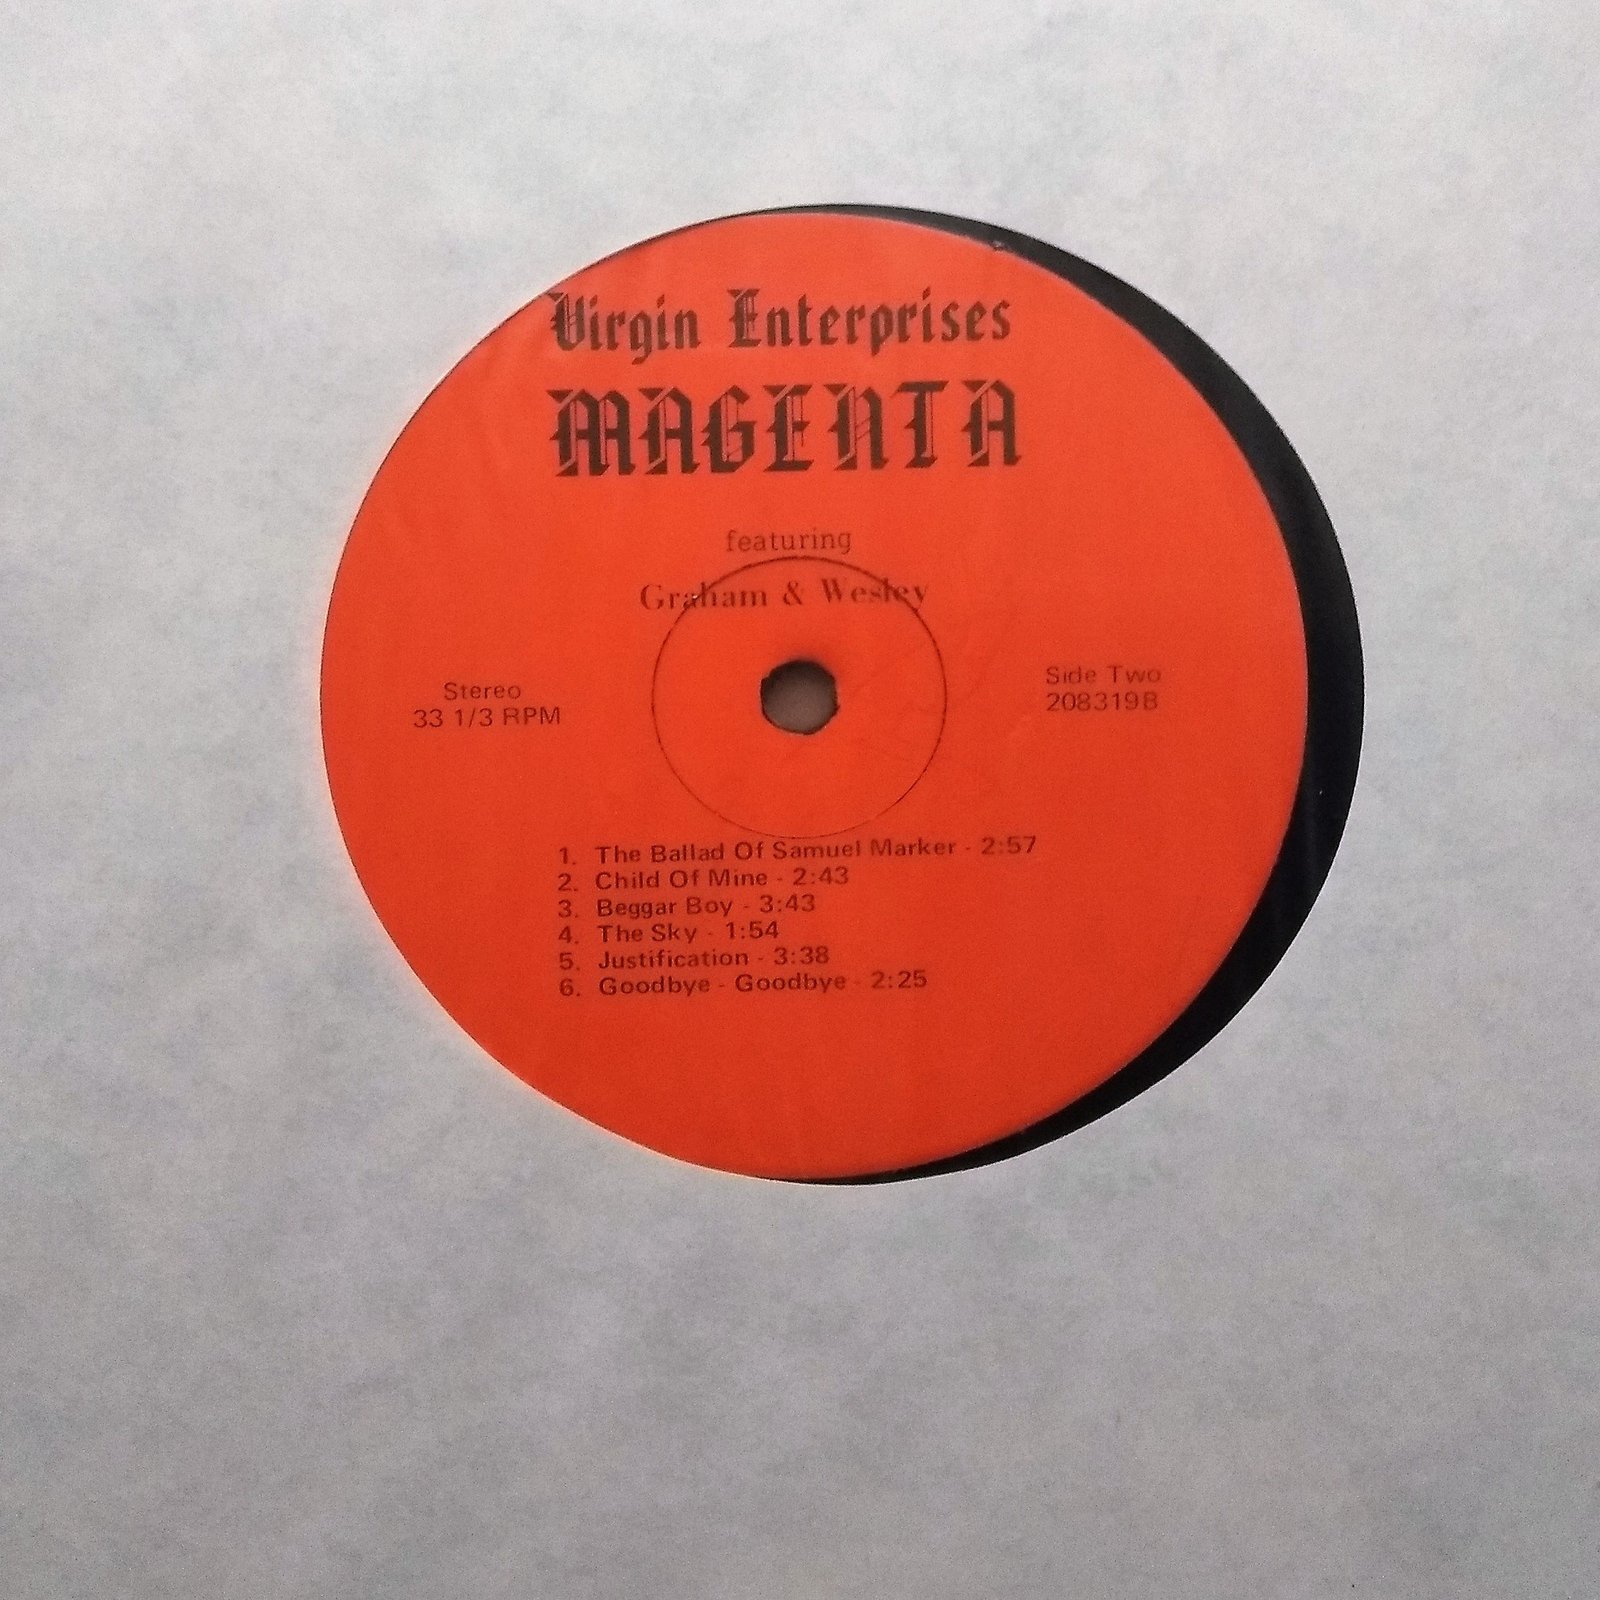 Virgin Enterprises
MAGENTA
featuring
Graham & Wesley
Stereo
33 1/3 RPM
Side Two
208319B
1. The Ballad Of Samuel Marker - 2:57
2. Child Of Mine - 2:43
3. Beggar Boy - 3:43
4. The Sky - 1:54
5. Justification - 3:38
6. Goodbye - Goodbye - 2:25